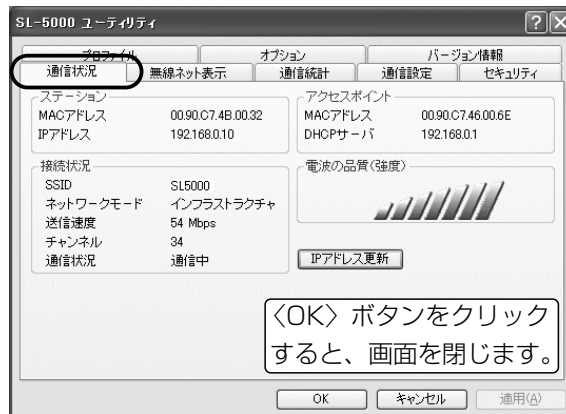 SL-5000 ユーティリティ
プロファイル オプション バージョン情報
通信状況 無線ネット表示 通信統計 通信設定 セキュリティ
ステーション
MACアドレス 00.90.C7.4B.00.32
IPアドレス 192.168.0.10
アクセスポイント
MACアドレス 00.90.C7.46.00.6E
DHCPサーバ 192.168.0.1
接続状況
SSID SL5000
ネットワークモード インフラストラクチャ
送信速度 54 Mbps
チャンネル 34
通信状況 通信中
電波の品質(強度)
IPアドレス更新
〈OK〉ボタンをクリック
すると、画面を閉じます。
OK キャンセル 適用(A)